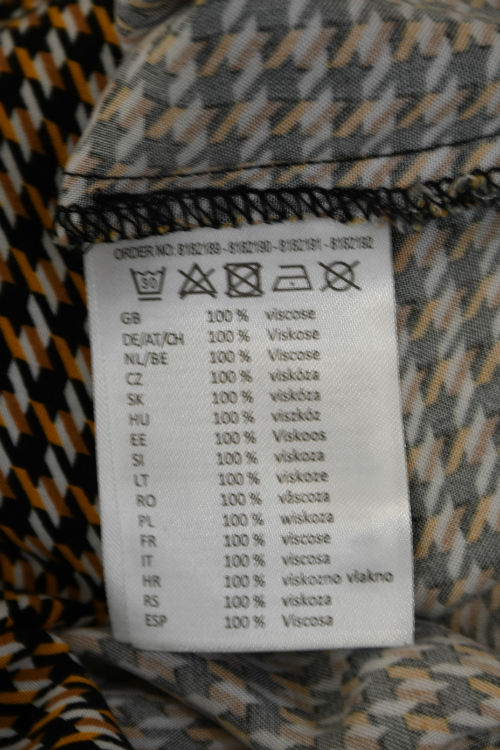 ORDER NO: 8182189 - 8182190 - 8182191 - 8182192
30
GB 100 % viscose
DE/AT/CH 100 % Viskose
NL/BE 100 % Viscose
CZ 100 % viskóza
SK 100 % viskóza
HU 100 % viszkóz
EE 100 % Viskoos
SI 100 % viskoza
LT 100 % viskoze
RO 100 % vâscoza
PL 100 % wiskoza
FR 100 % viscose
IT 100 % viscosa
HR 100 % viskozno vlakno
RS 100 % viskoza
ESP 100 % Viscosa